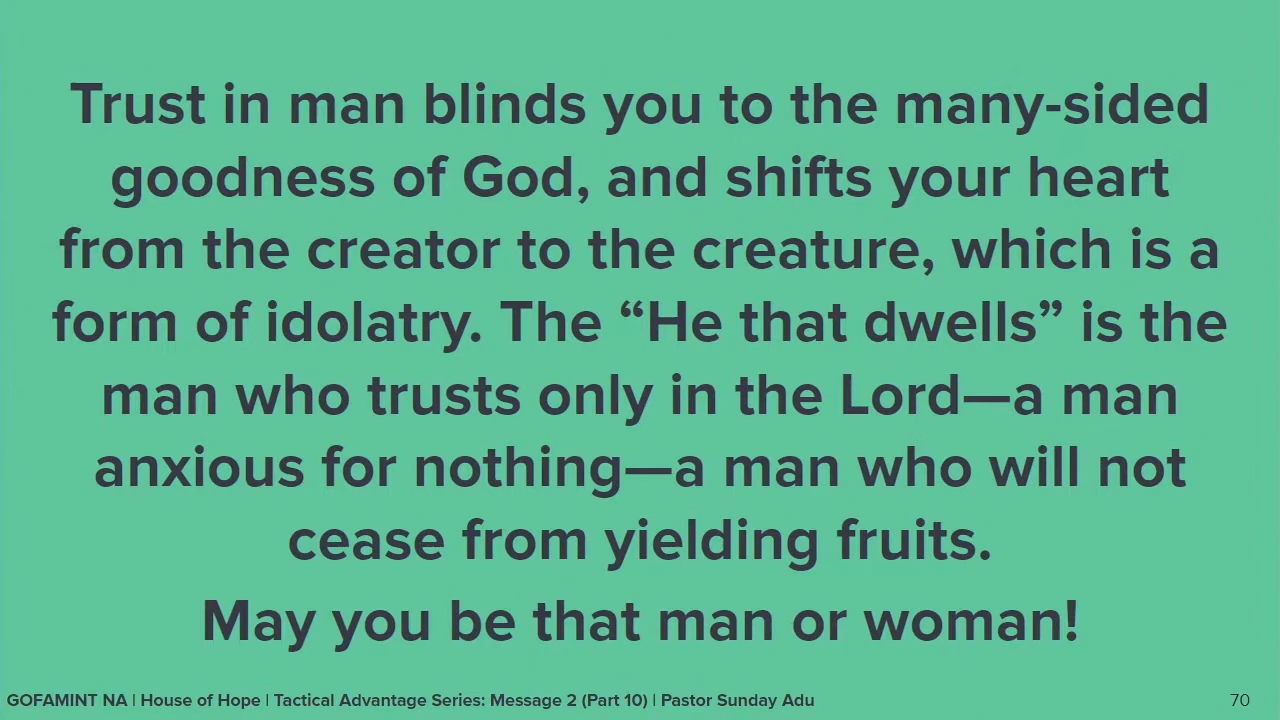 Trust in man blinds you to the many-sided
goodness of God, and shifts your heart
from the creator to the creature, which is a
form of idolatry. The “He that dwells” is the
man who trusts only in the Lord—a man
anxious for nothing—a man who will not
cease from yielding fruits.
May you be that man or woman!
GOFAMINT NA | House of Hope | Tactical Advantage Series: Message 2 (Part 10) | Pastor Sunday Adu 70